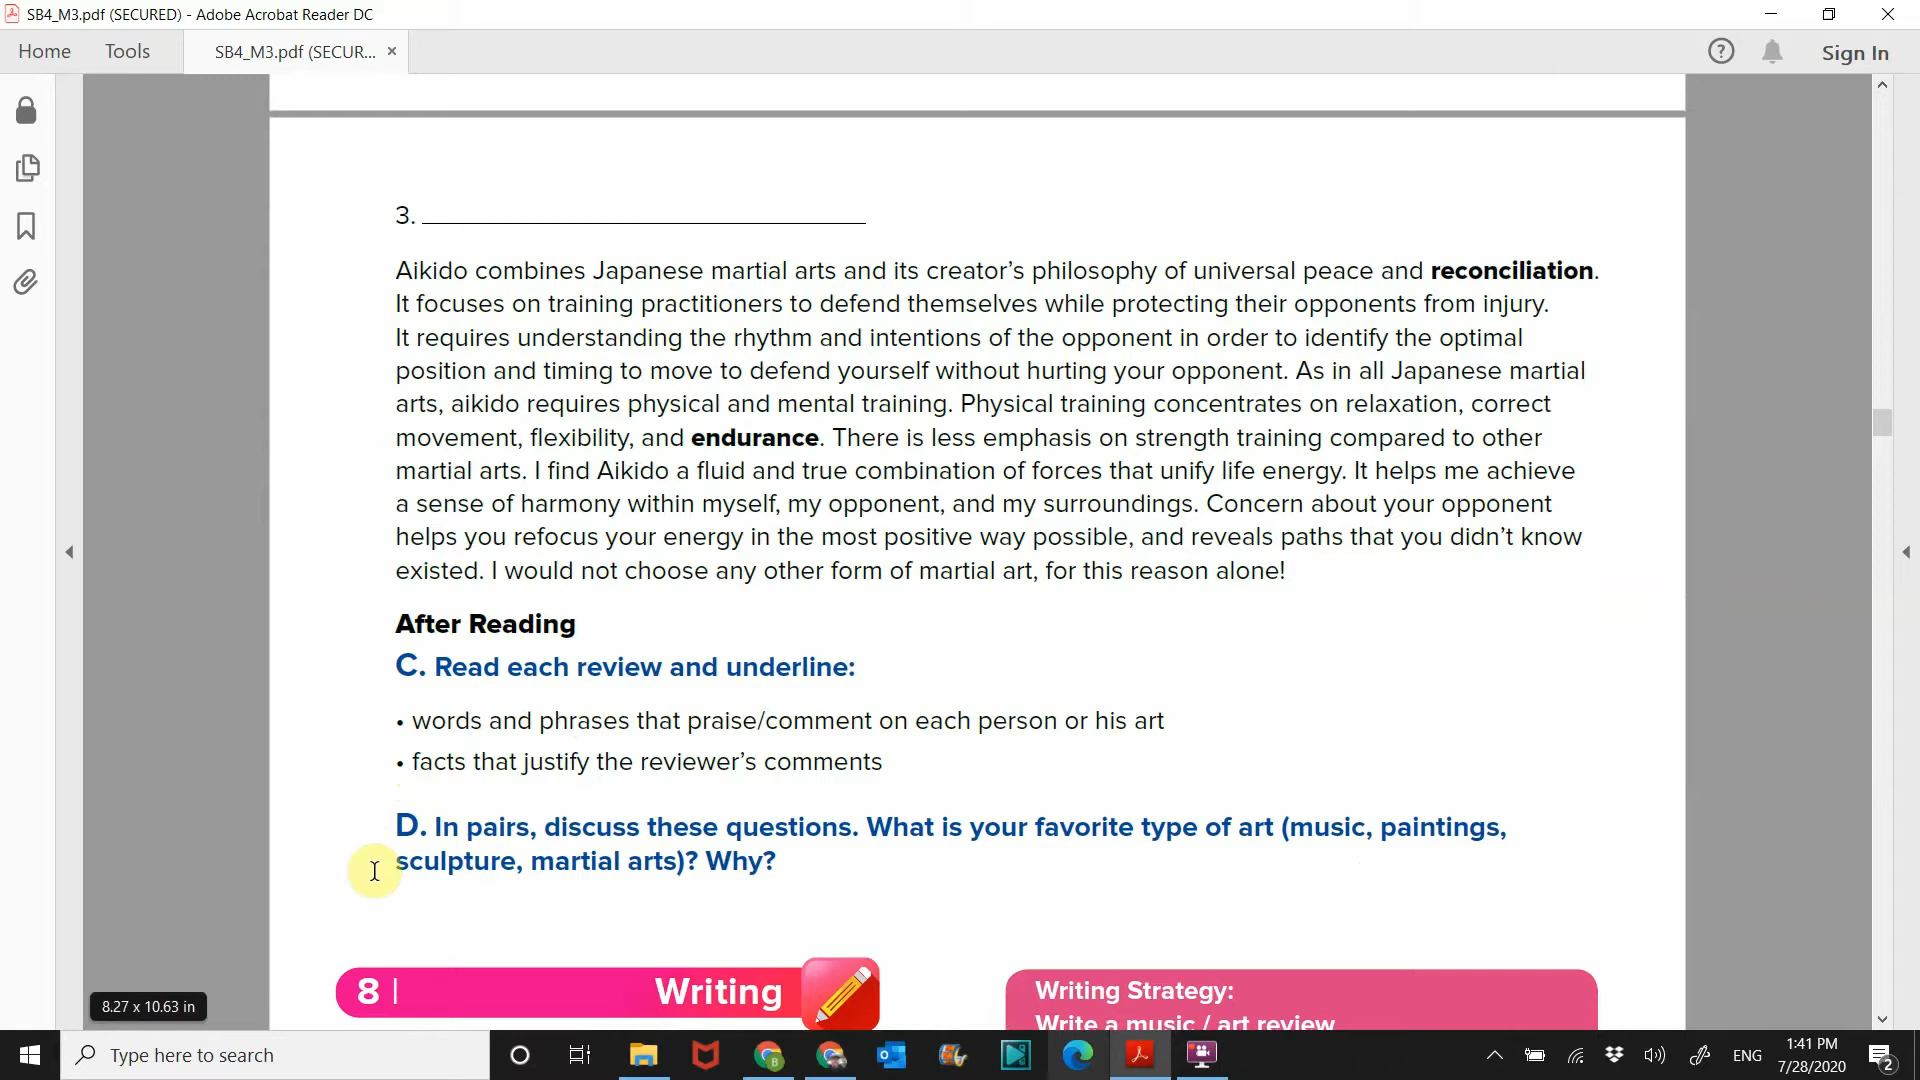 SB4_M3.pdf (SECURED) - Adobe Acrobat Reader DC
Home
Tools
SB4_M3.pdf (SECUR...
Sign In
3.
Aikido combines Japanese martial arts and its creator’s philosophy of universal peace and reconciliation.
It focuses on training practitioners to defend themselves while protecting their opponents from injury.
It requires understanding the rhythm and intentions of the opponent in order to identify the optimal
position and timing to move to defend yourself without hurting your opponent. As in all Japanese martial
arts, aikido requires physical and mental training. Physical training concentrates on relaxation, correct
movement, flexibility, and endurance. There is less emphasis on strength training compared to other
martial arts. I find Aikido a fluid and true combination of forces that unify life energy. It helps me achieve
a sense of harmony within myself, my opponent, and my surroundings. Concern about your opponent
helps you refocus your energy in the most positive way possible, and reveals paths that you didn’t know
existed. I would not choose any other form of martial art, for this reason alone!
After Reading
C. Read each review and underline:
• words and phrases that praise/comment on each person or his art
• facts that justify the reviewer’s comments
D. In pairs, discuss these questions. What is your favorite type of art (music, paintings,
sculpture, martial arts)? Why?
8 | Writing
Writing Strategy:
Write a music / art review
8.27 x 10.63 in
Type here to search
ENG
1:41 PM
7/28/2020
2